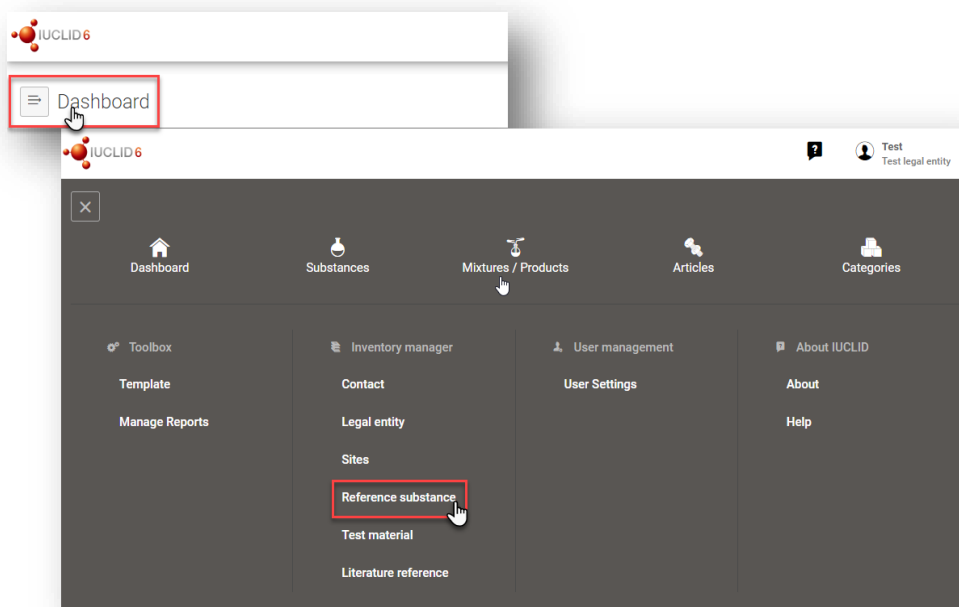 IUCLID 6
Dashboard
IUCLID 6
?
Test
Test legal entity
Dashboard
Substances
Mixtures / Products
Articles
Categories
Toolbox
Template
Manage Reports
Inventory manager
Contact
Legal entity
Sites
Reference substance
Test material
Literature reference
User management
User Settings
About IUCLID
About
Help